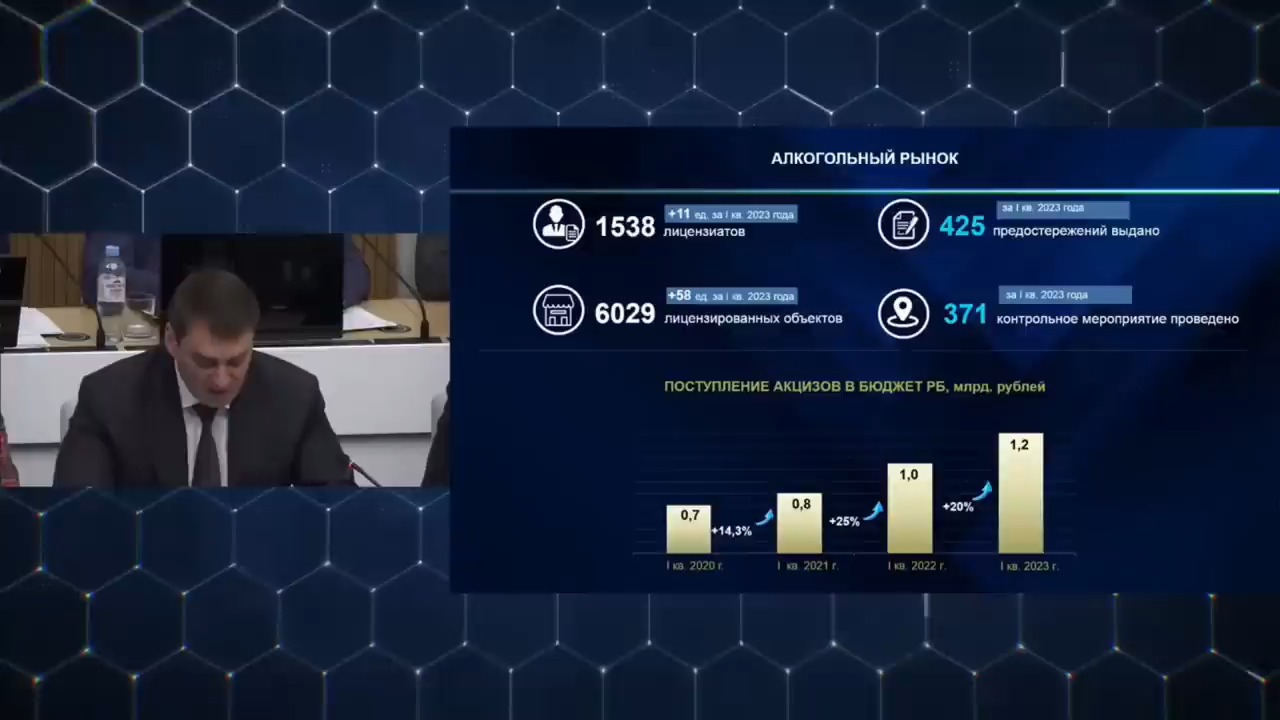 АЛКОГОЛЬНЫЙ РЫНОК
1538 +11 ед. за I кв. 2023 года
лицензиатов
за I кв. 2023 года
425 предостережений выдано
+58 ед. за I кв. 2023 года
6029 лицензированных объектов
за I кв. 2023 года
371 контрольное мероприятие проведено
ПОСТУПЛЕНИЕ АКЦИЗОВ В БЮДЖЕТ РБ, млрд. рублей
0,7
+14,3%
0,8
+25%
1,0
+20%
1,2
I кв. 2020 г.
I кв. 2021 г.
I кв. 2022 г.
I кв. 2023 г.